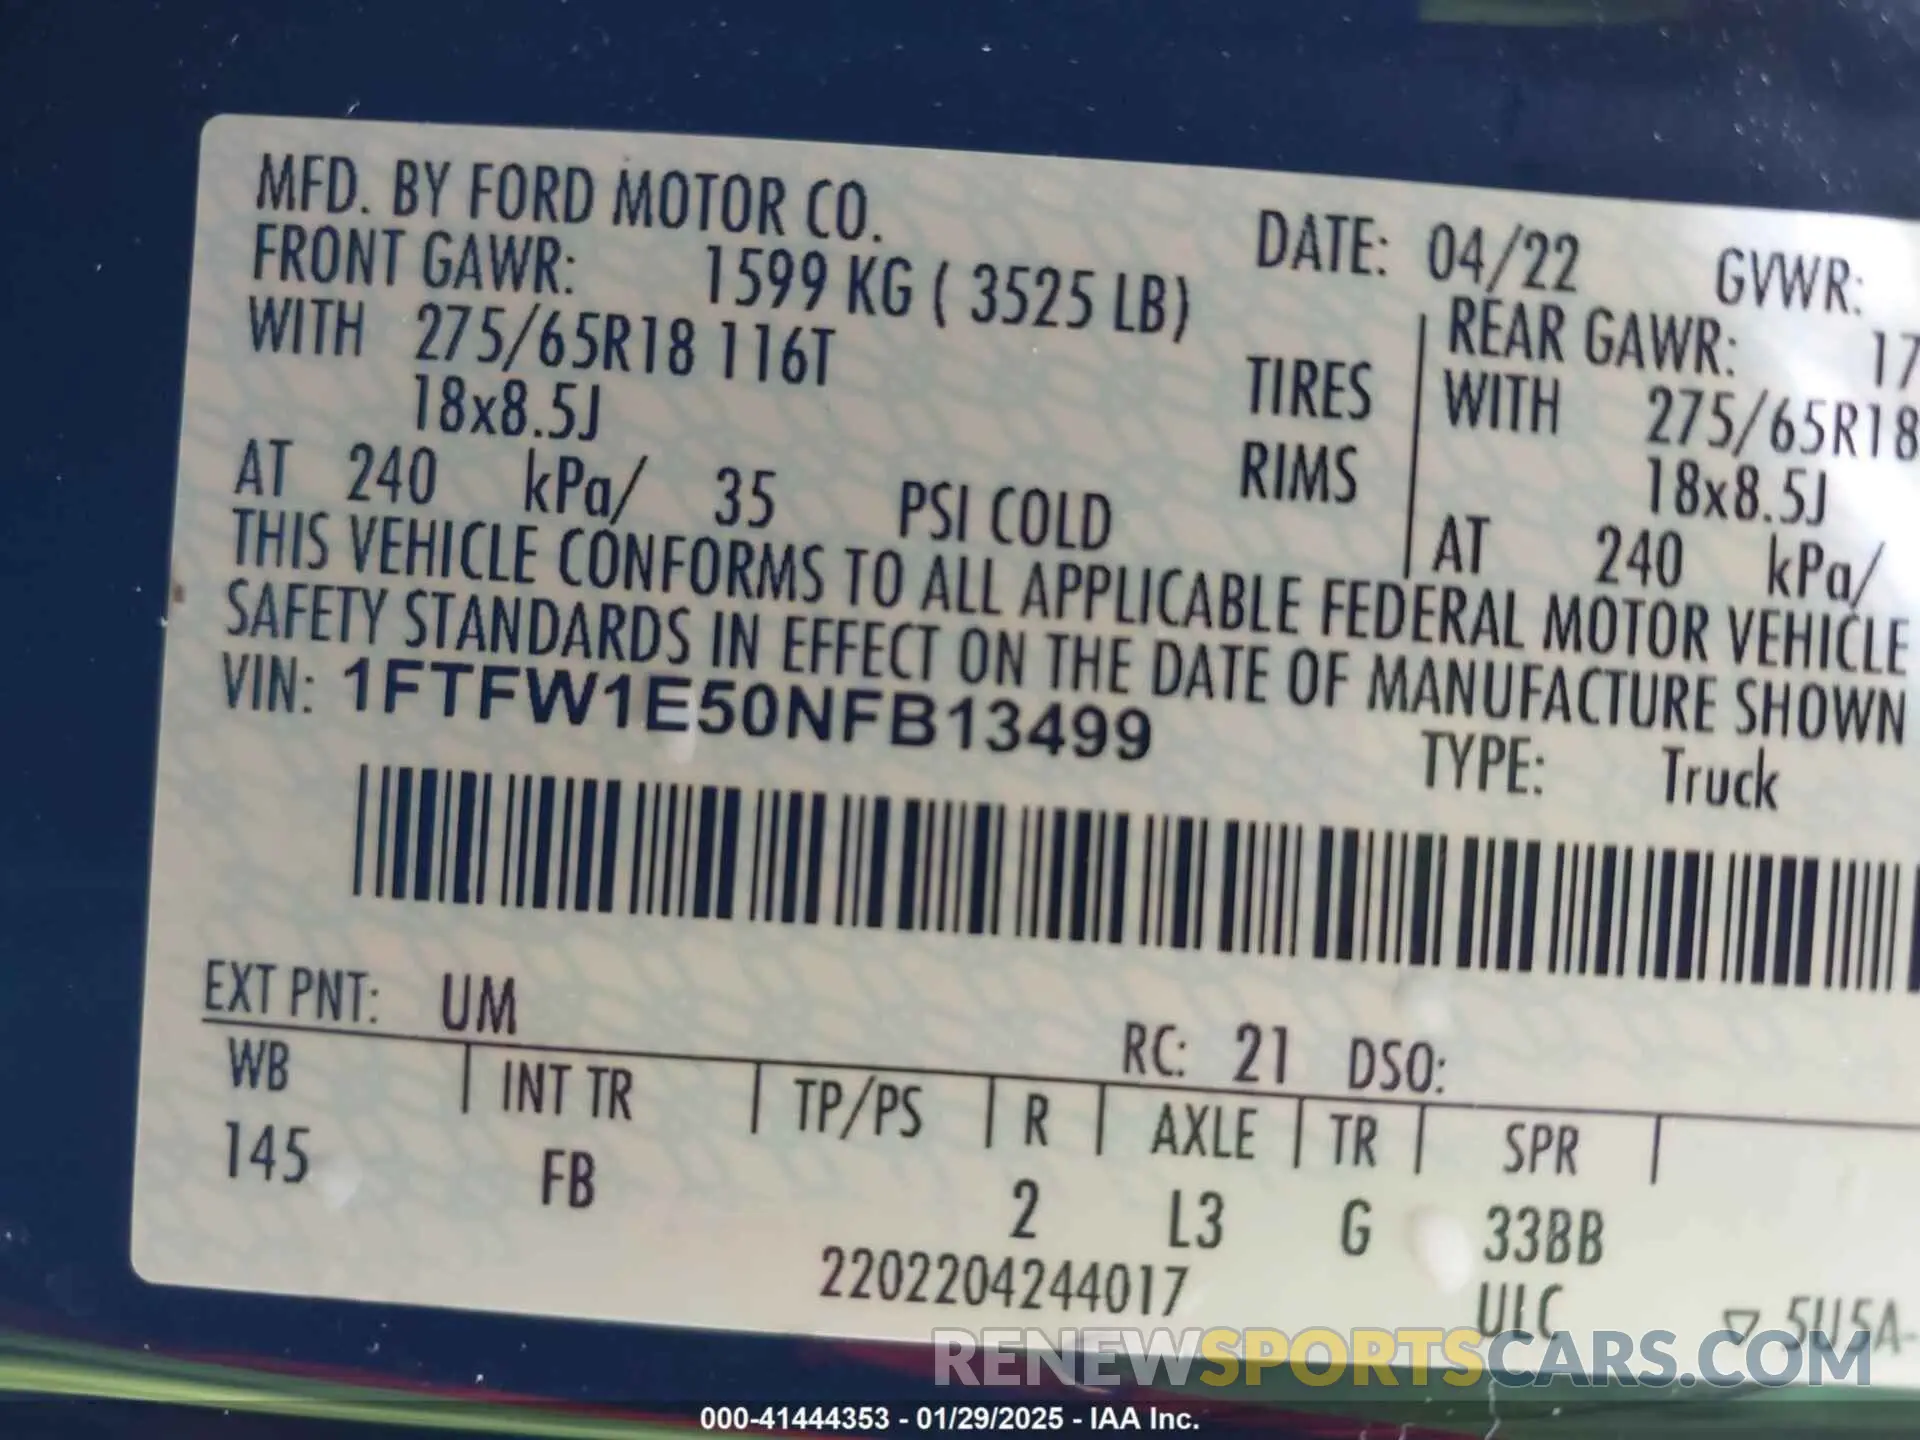 MFD. BY FORD MOTOR CO. DATE: 04/22 GVWR:
FRONT GAWR: 1599 KG ( 3525 LB) REAR GAWR: 17
WITH 275/65R18 116T TIRES WITH 275/65R18
18x8.5J RIMS 18x8.5J
AT 240 kPa/ 35 PSI COLD AT 240 kPa/
THIS VEHICLE CONFORMS TO ALL APPLICABLE FEDERAL MOTOR VEHICLE
SAFETY STANDARDS IN EFFECT ON THE DATE OF MANUFACTURE SHOWN
VIN: 1FTFW1E50NFB13499 TYPE: Truck
EXT PNT: UM RC: 21 DSO:
WB INT TR TP/PS R AXLE TR SPR
145 FB 2 L3 G 33BB
2202204244017 ULC ▽ 5U5A-
RENEWSPORTSCARS.COM
000-41444353 - 01/29/2025 - IAA Inc.